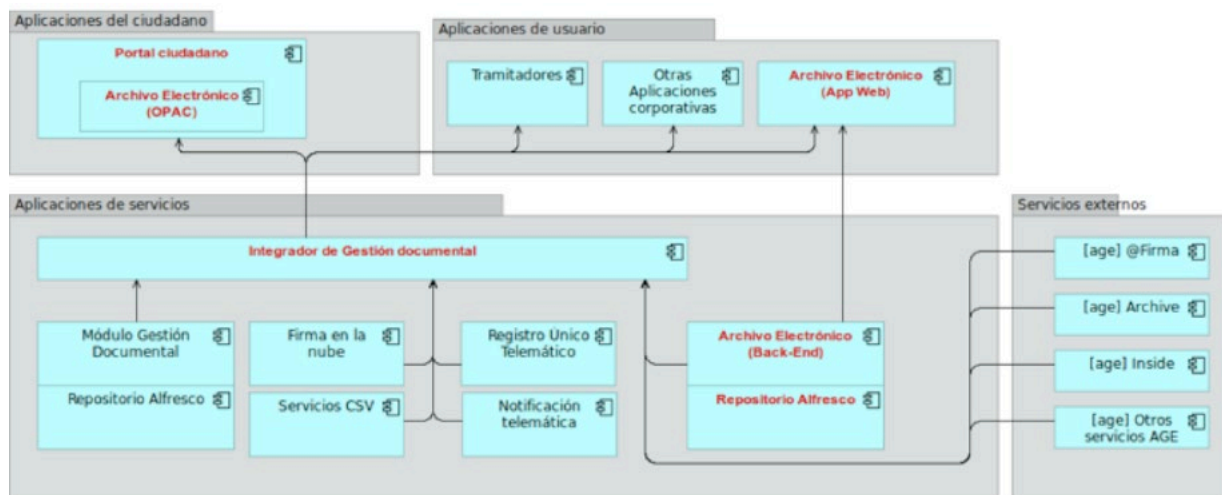 Aplicaciones del ciudadano
Portal ciudadano
Archivo Electrónico
(OPAC)
Aplicaciones de usuario
Tramitadores
Otras
Aplicaciones
corporativas
Archivo Electrónico
(App Web)
Aplicaciones de servicios
Integrador de Gestión documental
Módulo Gestión
Documental
Repositorio Alfresco
Firma en la
nube
Servicios CSV
Registro Único
Telemático
Notificación
telemática
Archivo Electrónico
(Back-End)
Repositorio Alfresco
Servicios externos
[age] @Firma
[age] Archive
[age] Inside
[age] Otros
servicios AGE